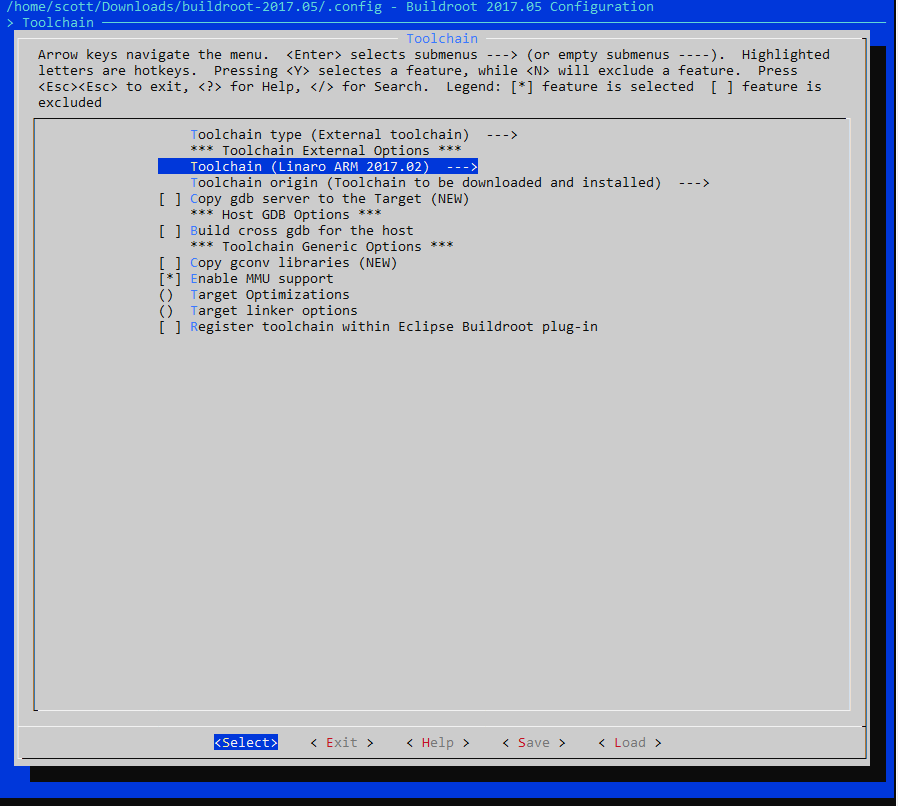 /home/scott/Downloads/buildroot-2017.05/.config - Buildroot 2017.05 Configuration
> Toolchain
Toolchain
Arrow keys navigate the menu.  <Enter> selects submenus ---> (or empty submenus ----).  Highlighted
letters are hotkeys.  Pressing <Y> selectes a feature, while <N> will exclude a feature.  Press
<Esc><Esc> to exit, <?> for Help, </> for Search.  Legend: [*] feature is selected  [ ] feature is
excluded
Toolchain type (External toolchain)  --->
*** Toolchain External Options ***
Toolchain (Linaro ARM 2017.02)  --->
Toolchain origin (Toolchain to be downloaded and installed)  --->
[ ] Copy gdb server to the Target (NEW)
*** Host GDB Options ***
[ ] Build cross gdb for the host
*** Toolchain Generic Options ***
[ ] Copy gconv libraries (NEW)
[*] Enable MMU support
()  Target Optimizations
()  Target linker options
[ ] Register toolchain within Eclipse Buildroot plug-in
<Select>    < Exit >    < Help >    < Save >    < Load >